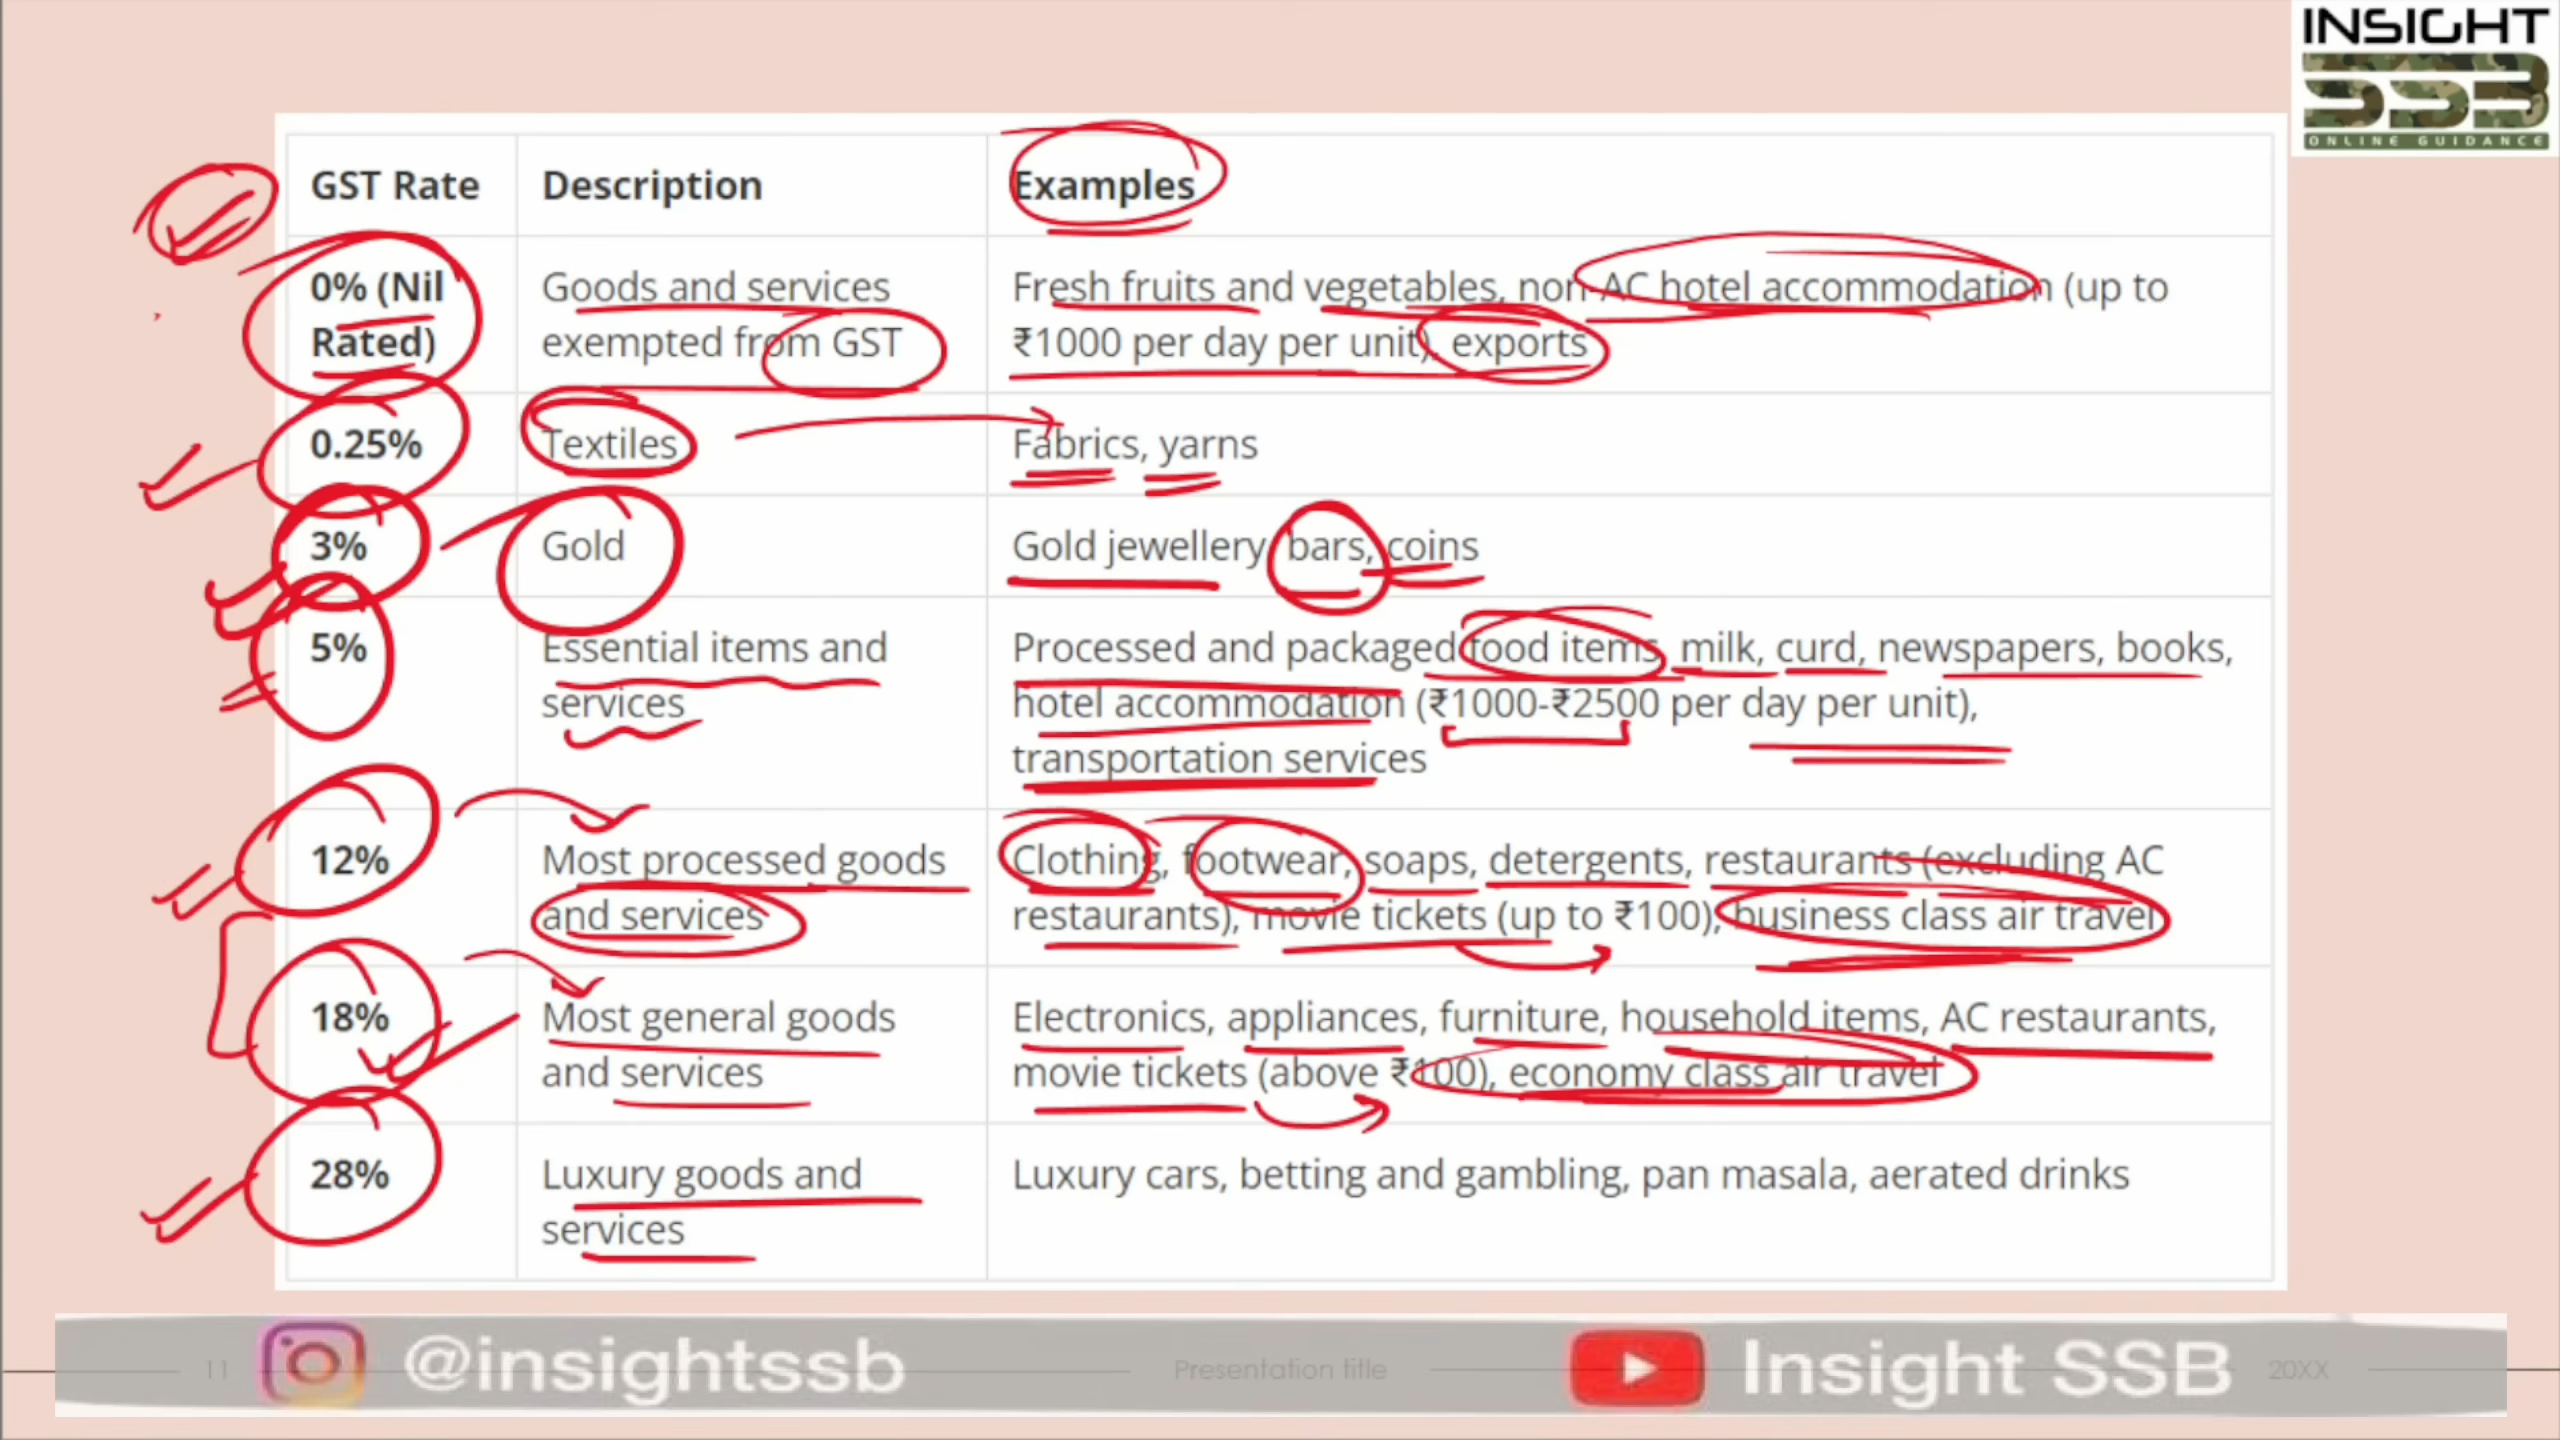 INSIGHT
SSB
ONLINE GUIDANCE
GST Rate Description Examples
0% (Nil Goods and services Fresh fruits and vegetables, non-AC hotel accommodation (up to
Rated) exempted from GST ₹1000 per day per unit), exports
0.25% Textiles Fabrics, yarns
3% Gold Gold jewellery, bars, coins
5% Essential items and Processed and packaged food items, milk, curd, newspapers, books,
services hotel accommodation (₹1000-₹2500 per day per unit),
transportation services
12% Most processed goods Clothing, footwear, soaps, detergents, restaurants (excluding AC
and services restaurants), movie tickets (up to ₹100), business class air travel
18% Most general goods Electronics, appliances, furniture, household items, AC restaurants,
and services movie tickets (above ₹100), economy class air travel
28% Luxury goods and Luxury cars, betting and gambling, pan masala, aerated drinks
services
11 @insightssb Presentation title Insight SSB 20XX